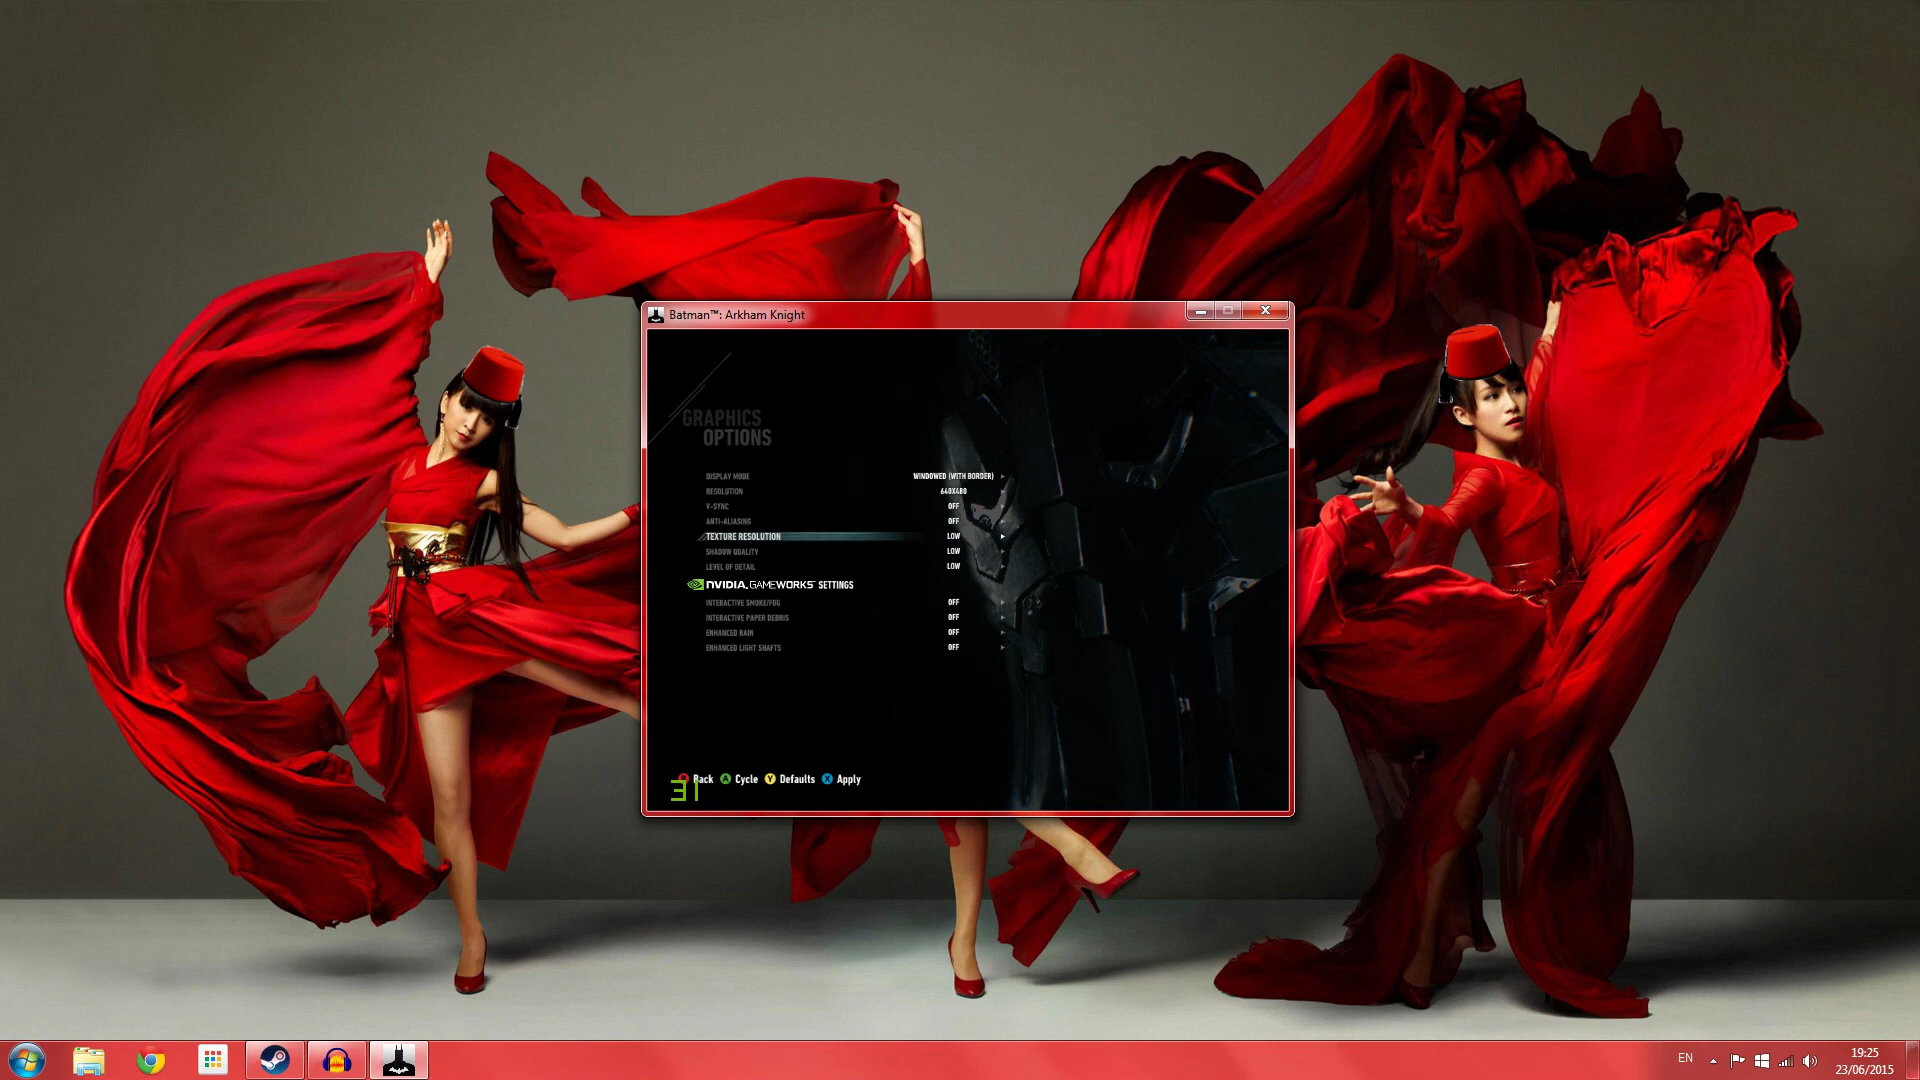 Batman™: Arkham Knight
GRAPHICS
OPTIONS
DISPLAY MODE WINDOWED (WITH BORDER)
RESOLUTION 640X480
V-SYNC OFF
ANTI-ALIASING OFF
TEXTURE RESOLUTION LOW
SHADOW QUALITY LOW
LEVEL OF DETAIL LOW
NVIDIA. GAMEWORKS™ SETTINGS
INTERACTIVE SMOKE/FOG OFF
INTERACTIVE PAPER DEBRIS OFF
ENHANCED RAIN OFF
ENHANCED LIGHT SHAFTS OFF
B Back A Cycle Y Defaults X Apply
31
EN
19:25
23/06/2015